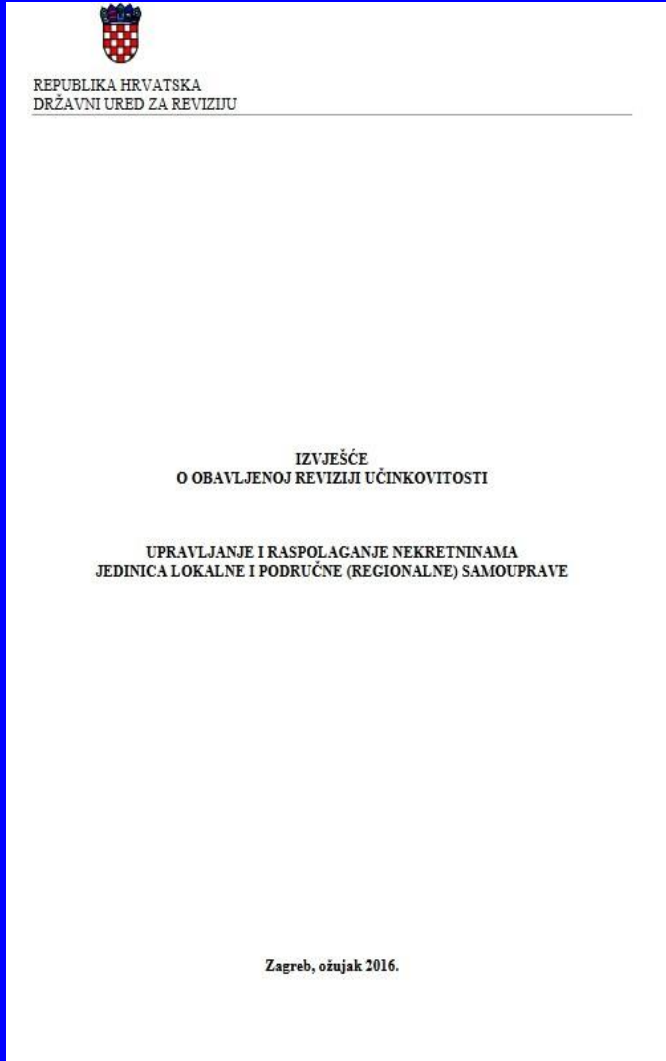 REPUBLIKA HRVATSKA
DRŽAVNI URED ZA REVIZIJU
IZVJEŠĆE
O OBAVLJENOJ REVIZIJI UČINKOVITOSTI
UPRAVLJANJE I RASPOLAGANJE NEKRETNINAMA
JEDINICA LOKALNE I PODRUČNE (REGIONALNE) SAMOUPRAVE
Zagreb, ožujak 2016.